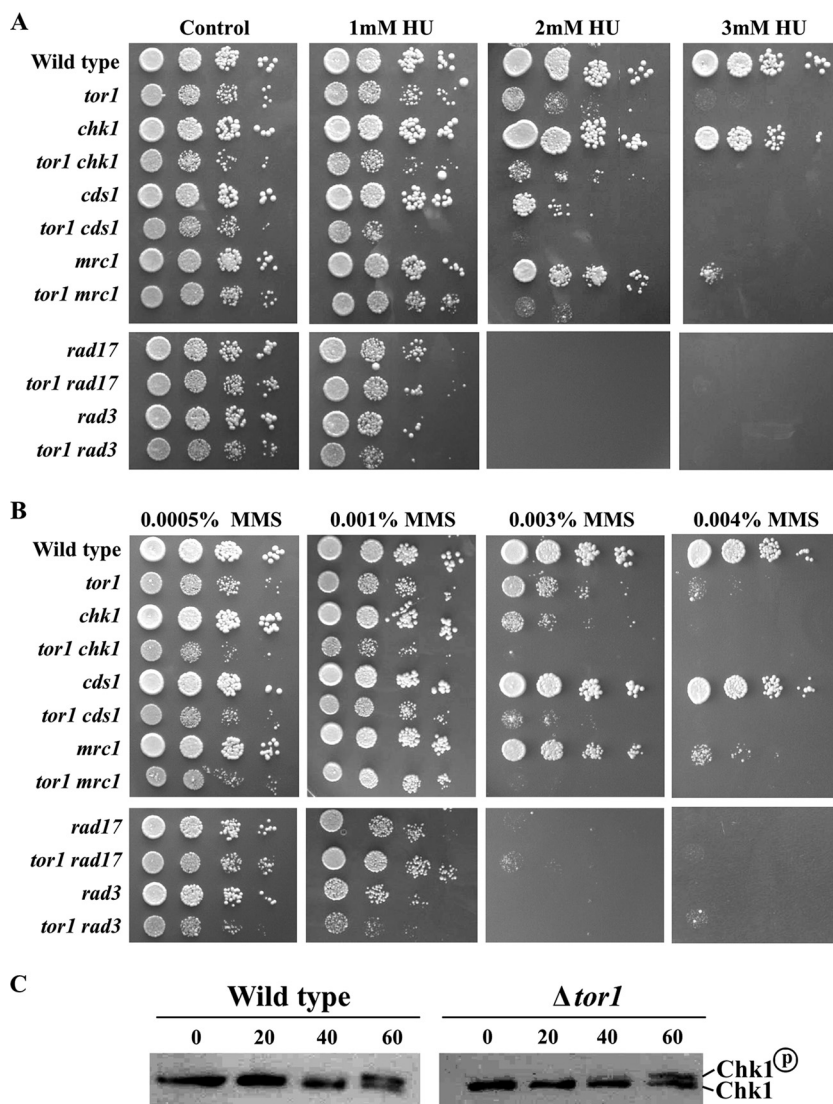 A
Control 1mM HU 2mM HU 3mM HU
Wild type
tor1
chk1
tor1 chk1
cds1
tor1 cds1
mrc1
tor1 mrc1
rad17
tor1 rad17
rad3
tor1 rad3
B
0.0005% MMS 0.001% MMS 0.003% MMS 0.004% MMS
Wild type
tor1
chk1
tor1 chk1
cds1
tor1 cds1
mrc1
tor1 mrc1
rad17
tor1 rad17
rad3
tor1 rad3
C
Wild type Δtor1
0 20 40 60 0 20 40 60
Chk1 p
Chk1